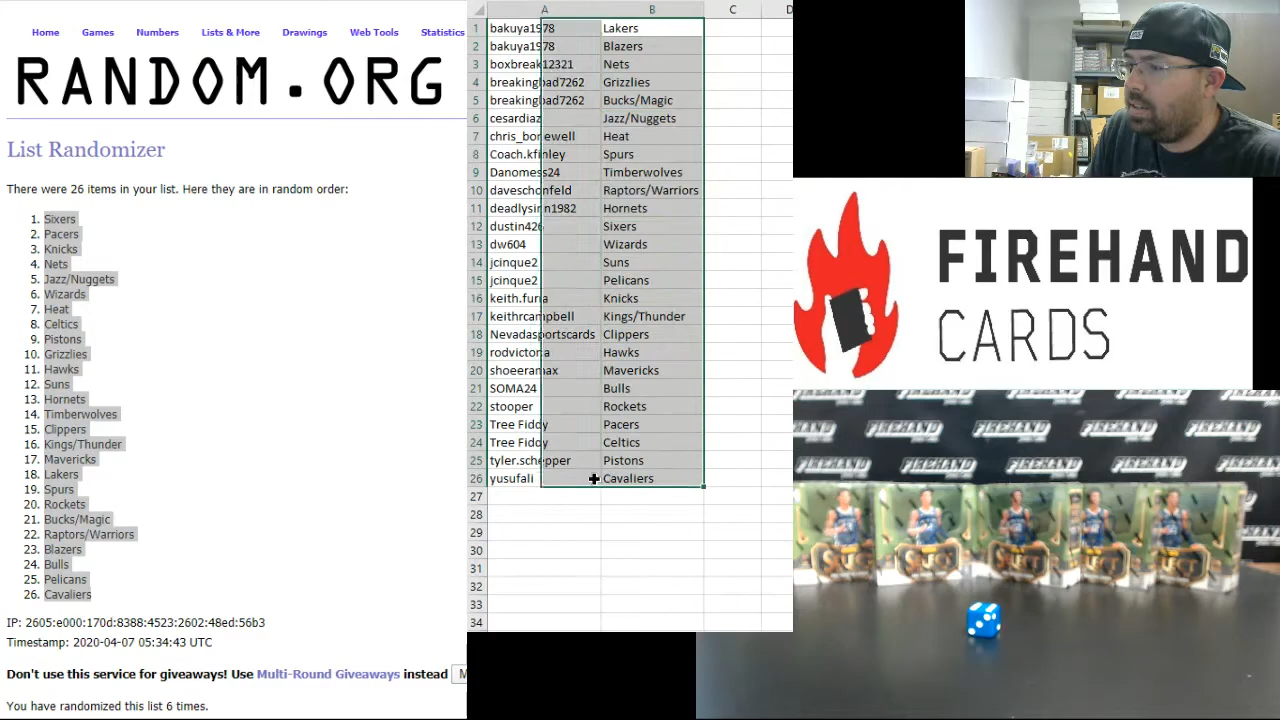 Home Games Numbers Lists & More Drawings Web Tools Statistics
RANDOM.ORG
List Randomizer
There were 26 items in your list. Here they are in random order:
1. Sixers
2. Pacers
3. Knicks
4. Nets
5. Jazz/Nuggets
6. Wizards
7. Heat
8. Celtics
9. Pistons
10. Grizzlies
11. Hawks
12. Suns
13. Hornets
14. Timberwolves
15. Clippers
16. Kings/Thunder
17. Mavericks
18. Lakers
19. Spurs
20. Rockets
21. Bucks/Magic
22. Raptors/Warriors
23. Blazers
24. Bulls
25. Pelicans
26. Cavaliers
IP: 2605:e000:170d:8388:4523:2602:48ed:56b3
Timestamp: 2020-04-07 05:34:43 UTC
Don't use this service for giveaways! Use Multi-Round Giveaways instead
You have randomized this list 6 times.
A B C D
1 bakuya1978 Lakers
2 bakuya1978 Blazers
3 boxbreak12321 Nets
4 breakingbad7262 Grizzlies
5 breakingbad7262 Bucks/Magic
6 cesardiaz Jazz/Nuggets
7 Heat
8 Coach.kfinley Spurs
9 Danomess24 Timberwolves
10 daveschonfeld Raptors/Warriors
11 Hornets
12 dustin426 Sixers
13 dw604 Wizards
14 jcinque2 Suns
15 jcinque2 Pelicans
16 Knicks
17 keithrcampbell Kings/Thunder
18 Nevadasportscards Clippers
19 rodvictoria Hawks
20 shoeeramax Mavericks
21 SOMA24 Bulls
22 stooper Rockets
23 Tree Fiddy Pacers
24 Tree Fiddy Celtics
25 tyler.schepper Pistons
26 yusufali Cavaliers
27
28
29
30
31
32
33
34
FIREHAND
CARDS